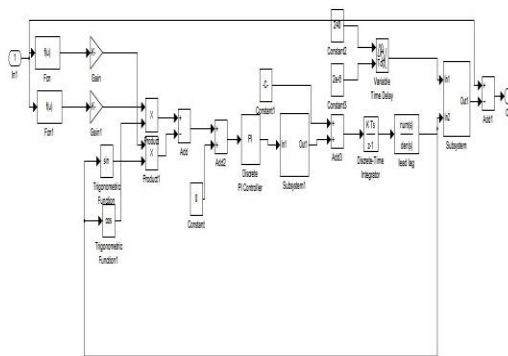 1
In1
f(u)
Fcn
f(u)
Fcn1
K-
Gain
K-
Gain1
sin
Trigonometric
Function
cos
Trigonometric
Function1
X
Product
X
Product1
+
+
Add
0
Constant
+
+
Add2
PI
Discrete
PI Controller
-C-
Constant1
In1
Out1
Subsystem1
+
+
Add3
K Ts
z-1
Discrete-Time
Integrator
num(s)
den(s)
lead lag
Constant2
Constant3
Variable
Time Delay
In1
In2
Out1
Subsystem
+
Add1